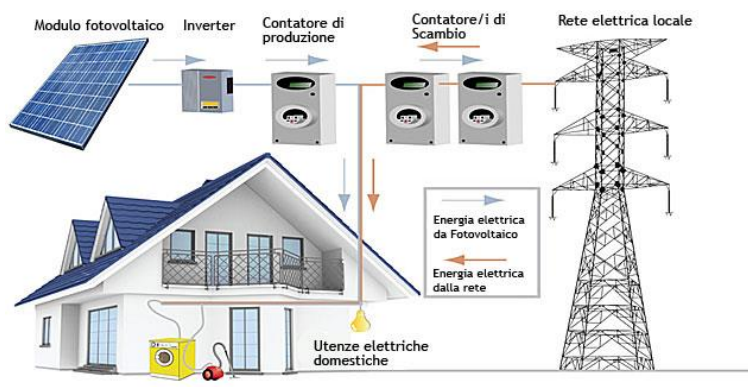 Modulo fotovoltaico
Inverter
Contatore di
produzione
Contatore/i di
Scambio
Rete elettrica locale
Energia elettrica
da Fotovoltaico
Energia elettrica
dalla rete
Utenze elettriche
domestiche